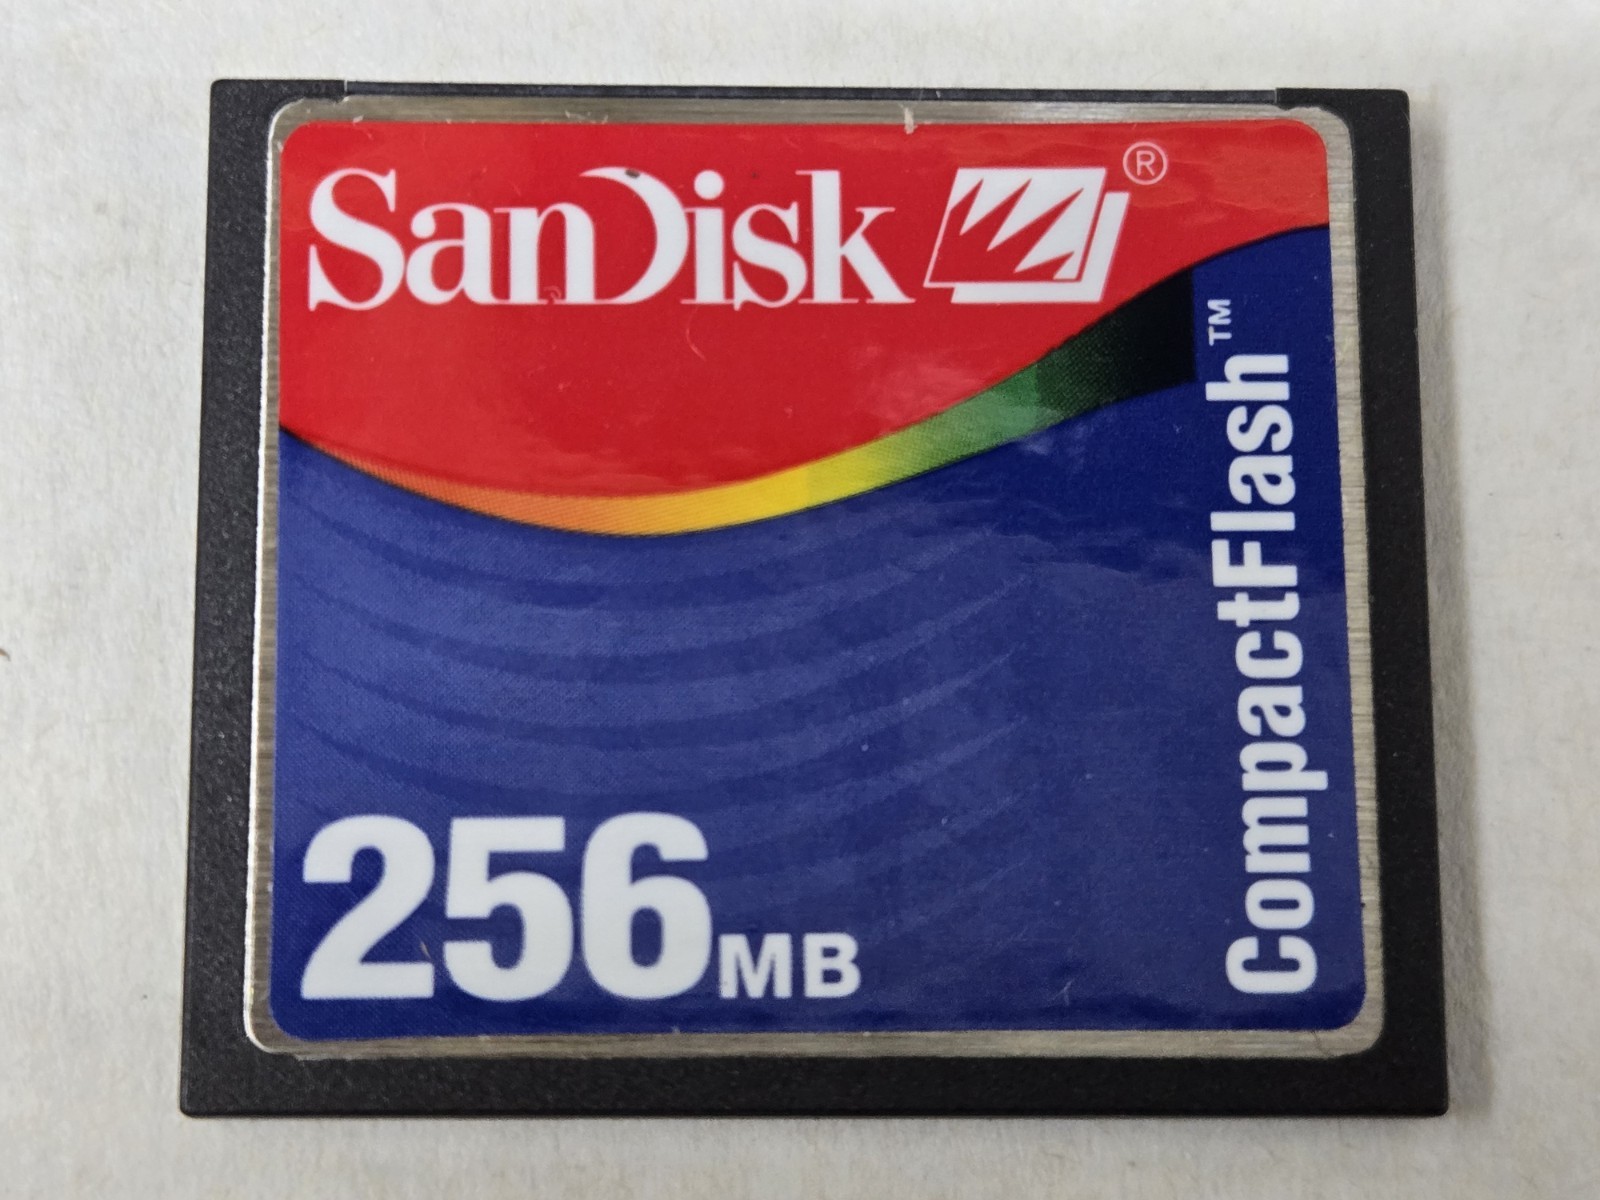 SanDisk ®
CompactFlash™
256MB